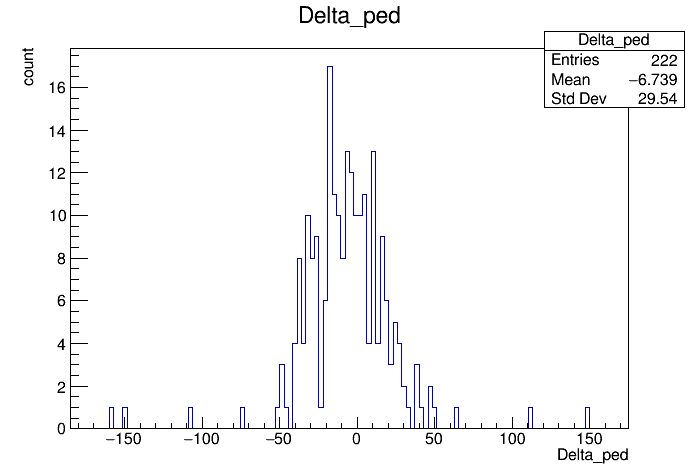 Delta_ped
Delta_ped
Entries 222
Mean −6.739
Std Dev 29.54
count
16
14
12
10
8
6
4
2
0
−150 −100 −50 0 50 100 150
Delta_ped